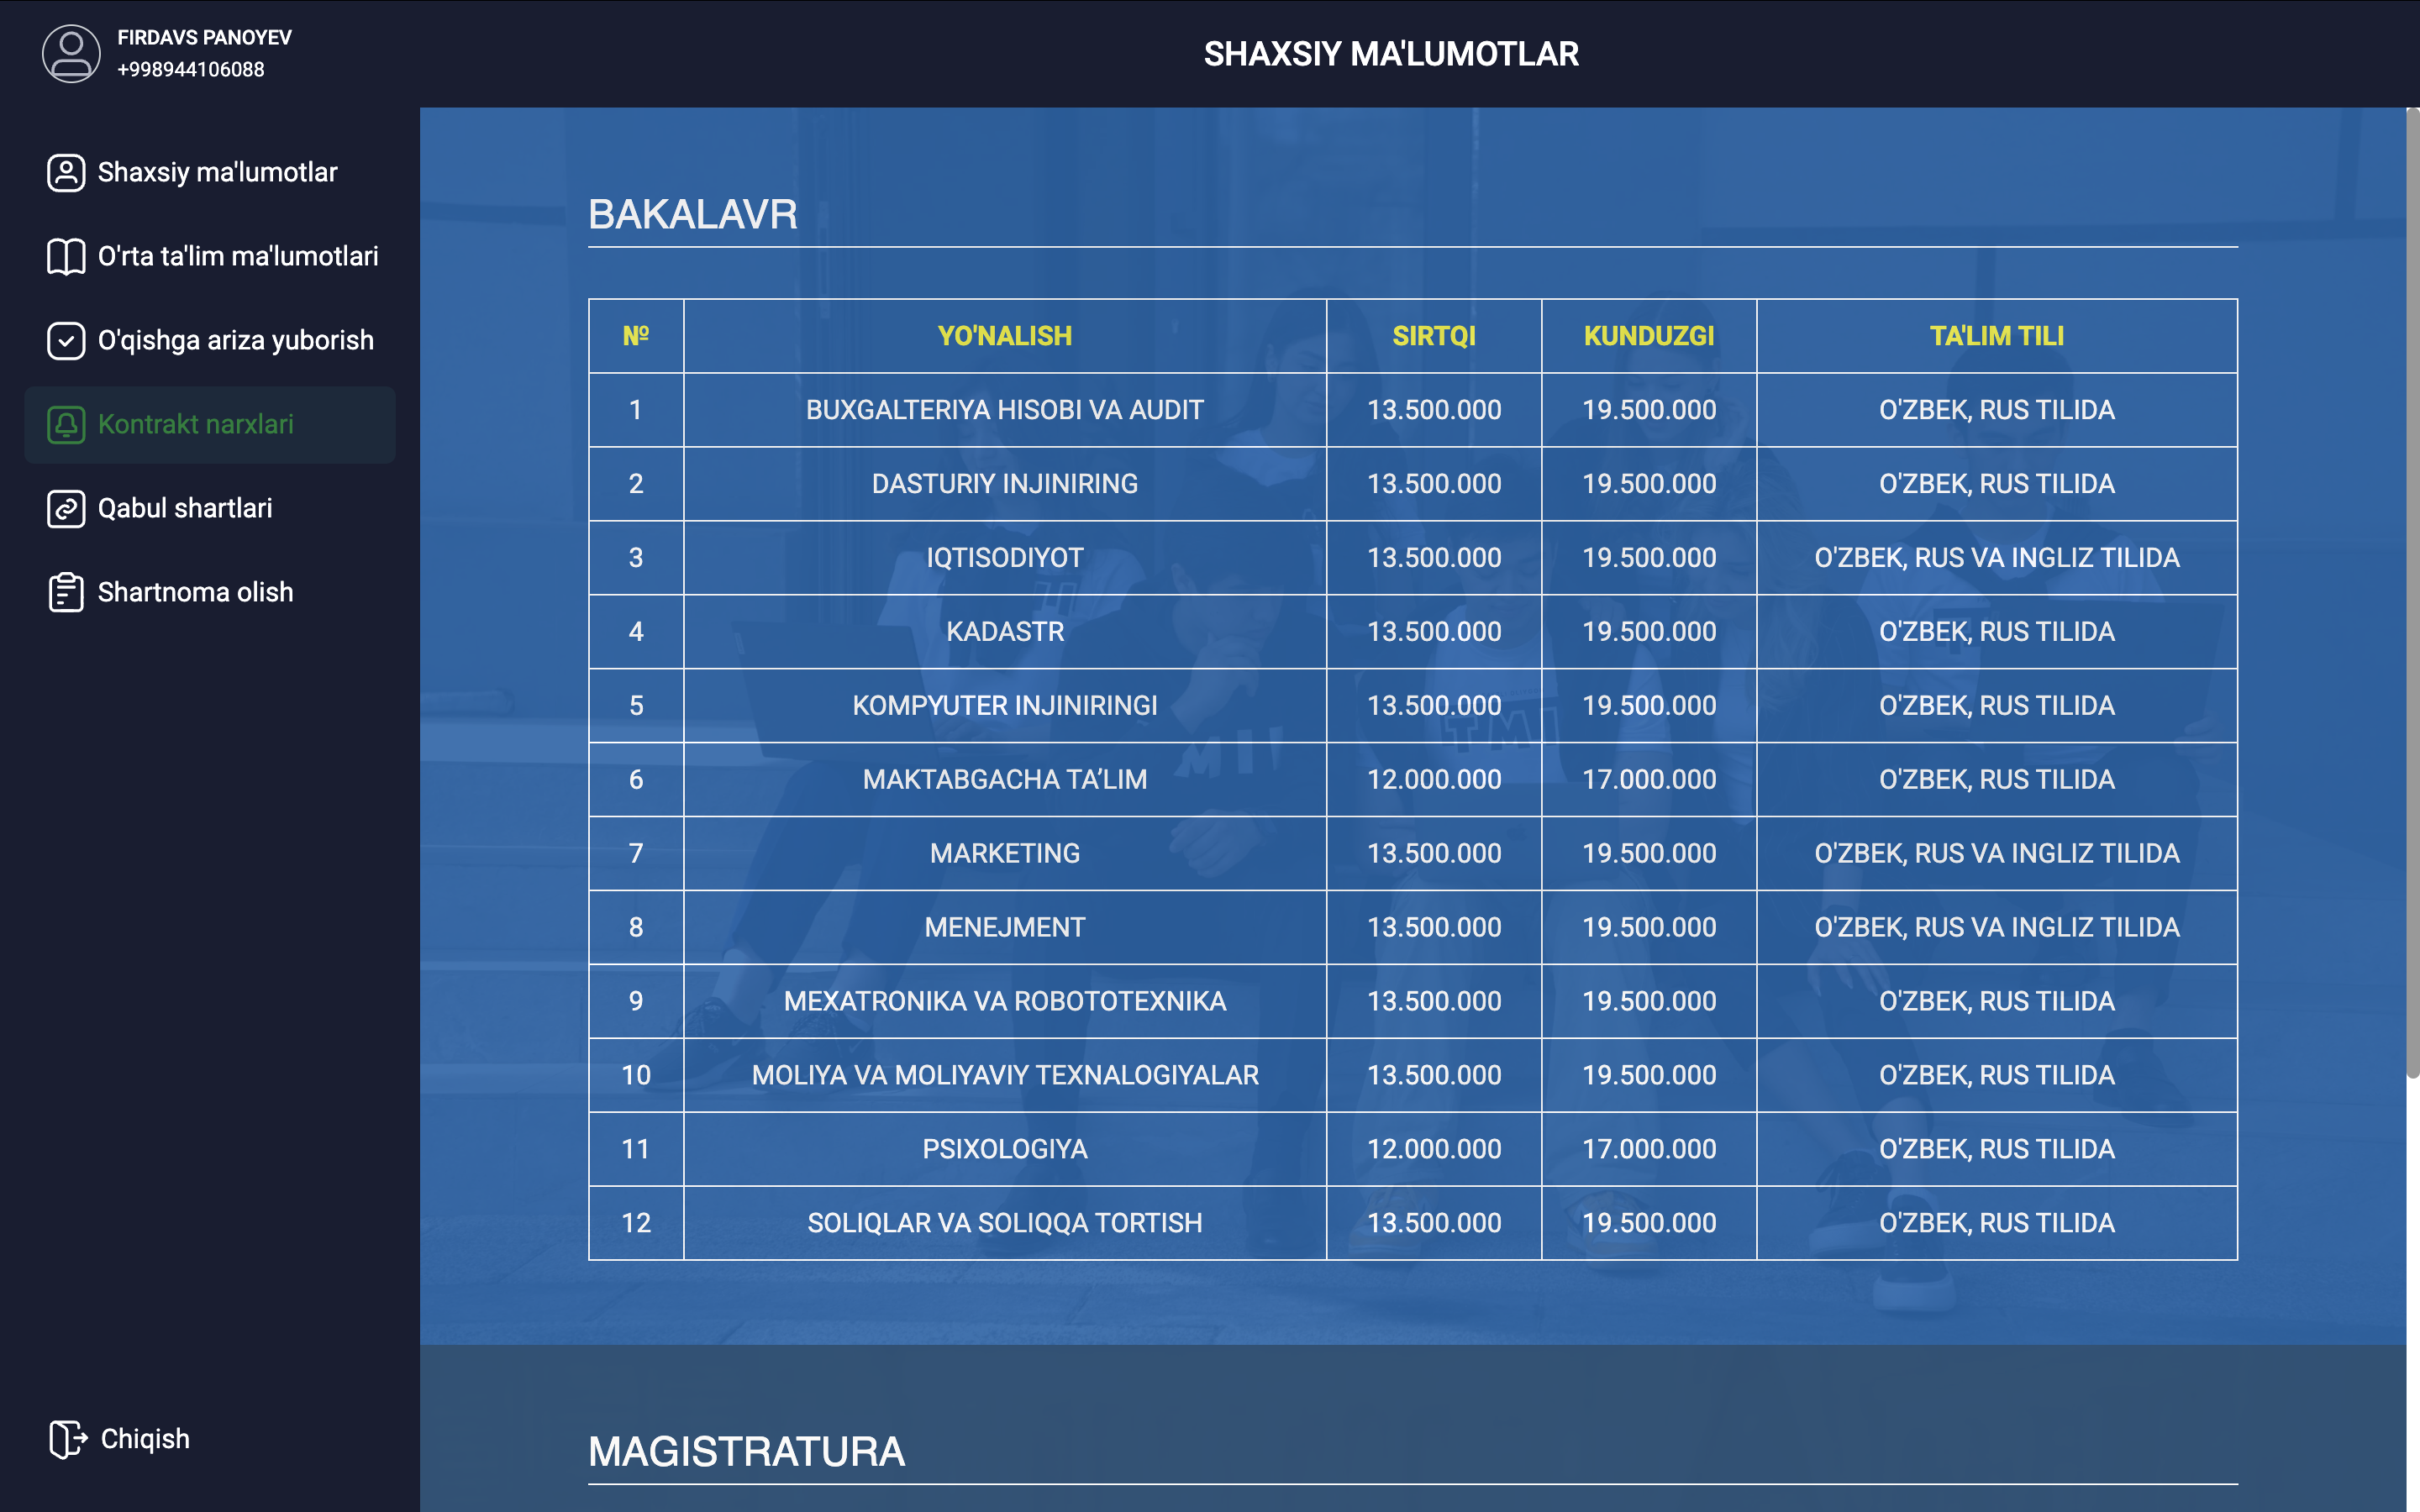 FIRDAVS PANOYEV
+998944106088
SHAXSIY MA'LUMOTLAR
Shaxsiy ma'lumotlar
O'rta ta'lim ma'lumotlari
O'qishga ariza yuborish
Kontrakt narxlari
Qabul shartlari
Shartnoma olish
Chiqish
BAKALAVR
№ YO'NALISH SIRTQI KUNDUZGI TA'LIM TILI
1 BUXGALTERIYA HISOBI VA AUDIT 13.500.000 19.500.000 O'ZBEK, RUS TILIDA
2 DASTURIY INJINIRING 13.500.000 19.500.000 O'ZBEK, RUS TILIDA
3 IQTISODIYOT 13.500.000 19.500.000 O'ZBEK, RUS VA INGLIZ TILIDA
4 KADASTR 13.500.000 19.500.000 O'ZBEK, RUS TILIDA
5 KOMPYUTER INJINIRINGI 13.500.000 19.500.000 O'ZBEK, RUS TILIDA
6 MAKTABGACHA TA’LIM 12.000.000 17.000.000 O'ZBEK, RUS TILIDA
7 MARKETING 13.500.000 19.500.000 O'ZBEK, RUS VA INGLIZ TILIDA
8 MENEJMENT 13.500.000 19.500.000 O'ZBEK, RUS VA INGLIZ TILIDA
9 MEXATRONIKA VA ROBOTOTEXNIKA 13.500.000 19.500.000 O'ZBEK, RUS TILIDA
10 MOLIYA VA MOLIYAVIY TEXNALOGIYALAR 13.500.000 19.500.000 O'ZBEK, RUS TILIDA
11 PSIXOLOGIYA 12.000.000 17.000.000 O'ZBEK, RUS TILIDA
12 SOLIQLAR VA SOLIQQA TORTISH 13.500.000 19.500.000 O'ZBEK, RUS TILIDA
MAGISTRATURA